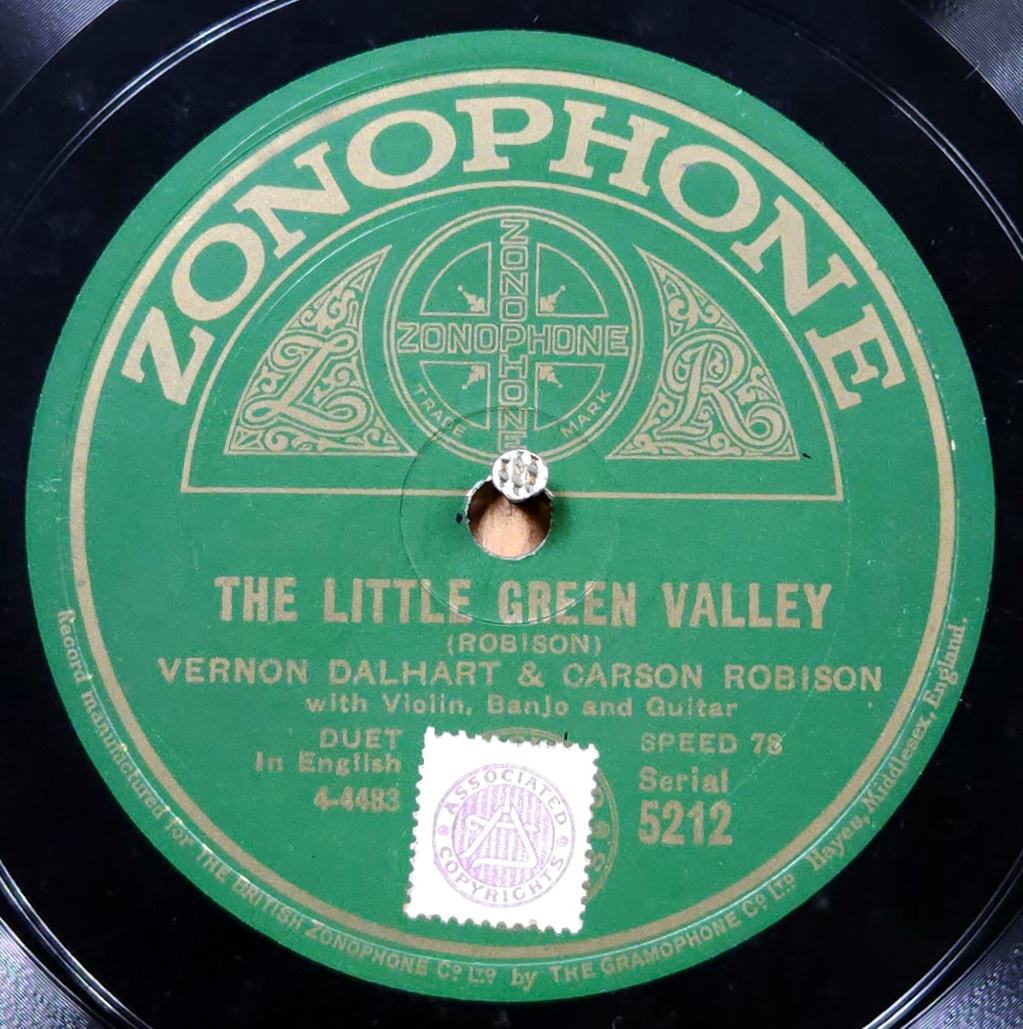 ZONOPHONE
ZONOPHONE
ZONOPHONE
TRADE MARK
Z R
THE LITTLE GREEN VALLEY
(ROBISON)
VERNON DALHART & CARSON ROBISON
with Violin, Banjo and Guitar
DUET
In English
4-4483
SPEED 78
Serial
5212
ASSOCIATED
COPYRIGHTS
Record manufactured for THE BRITISH ZONOPHONE Co LTD by THE GRAMOPHONE Co LTD Hayes, Middlesex, England.